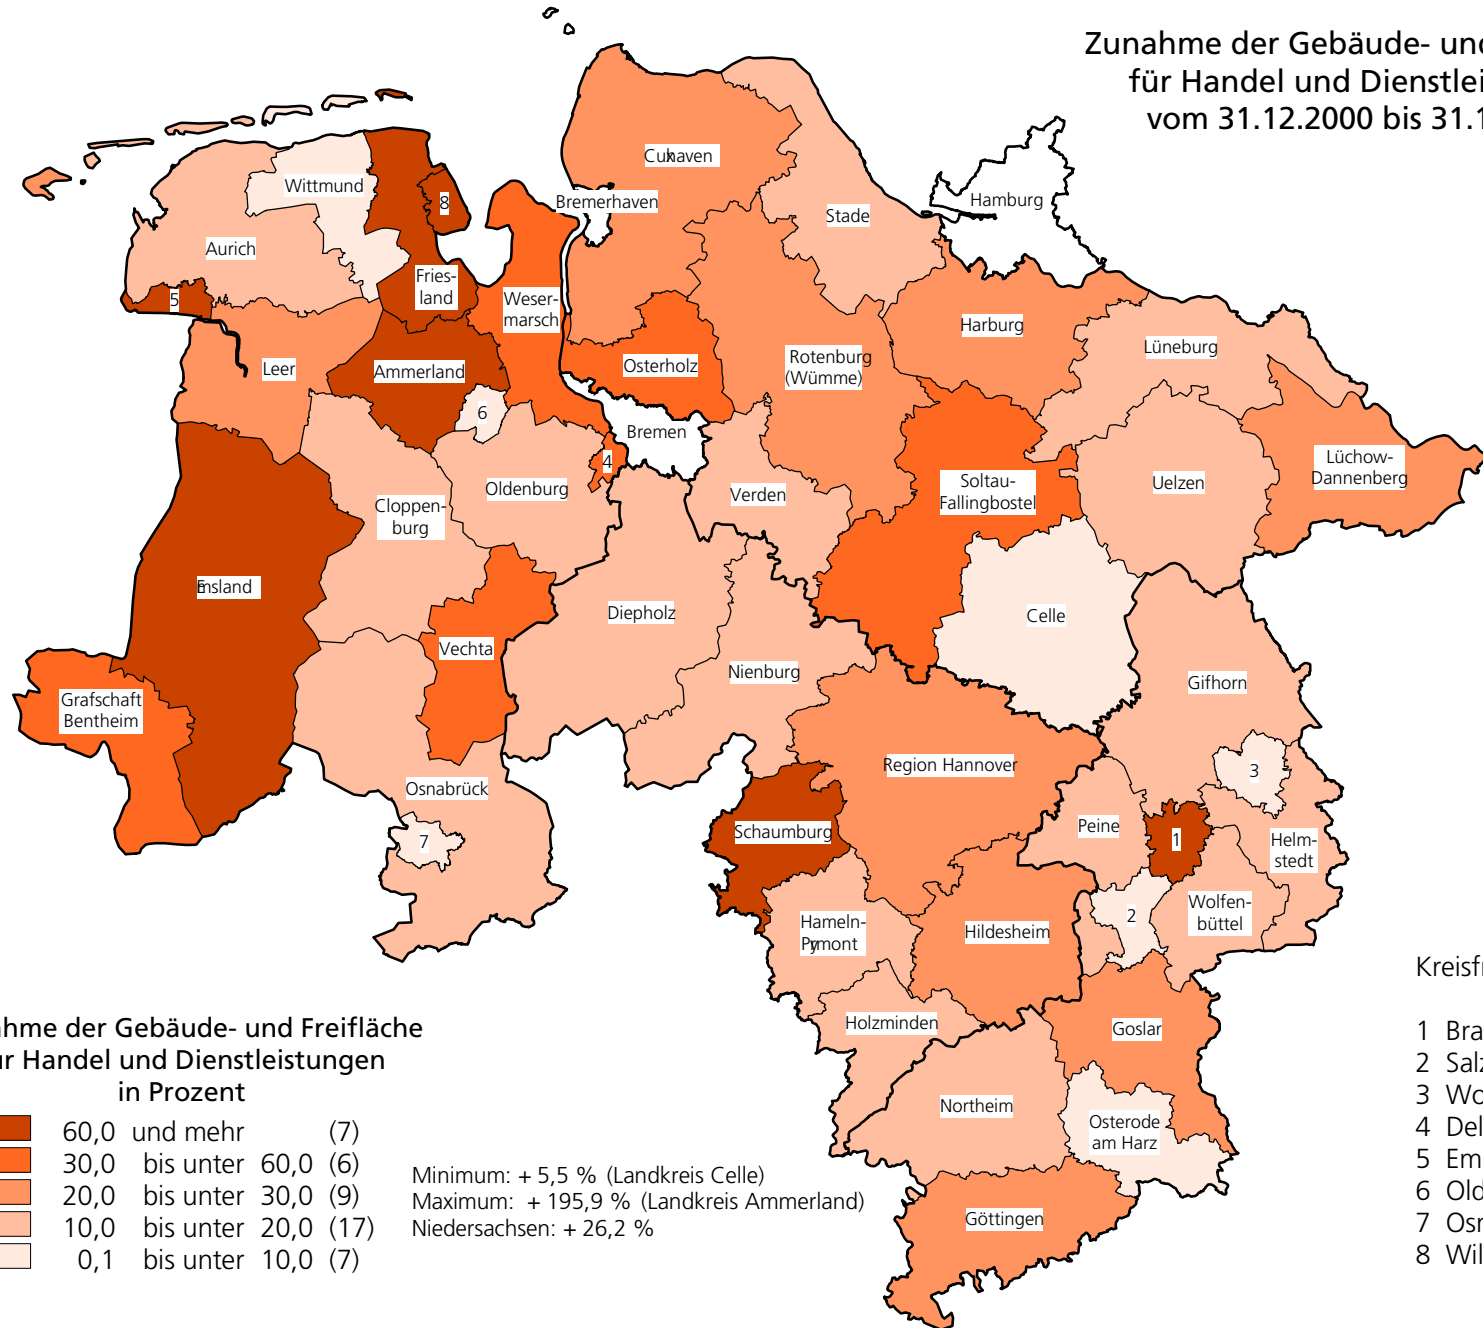 Zunahme der Gebäude- und
für Handel und Dienstlei
vom 31.12.2000 bis 31.1
Cuxhaven
Wittmund
8
Bremerhaven
Hamburg
Stade
Aurich
Fries-
land
5
Weser-
marsch
Harburg
Lüneburg
Leer
Ammerland
Osterholz
Rotenburg
(Wümme)
6
Bremen
4
Lüchow-
Dannenberg
Oldenburg
Verden
Soltau-
Fallingbostel
Uelzen
Cloppen-
burg
Emsland
Diepholz
Celle
Vechta
Nienburg
Gifhorn
Grafschaft
Bentheim
Region Hannover
3
Osnabrück
7
Schaumburg
Peine
1
Helm-
stedt
2
Wolfen-
büttel
Hameln-
Pyrmont
Hildesheim
Holzminden
Goslar
Northeim
Osterode
am Harz
Göttingen
ahme der Gebäude- und Freifläche
ür Handel und Dienstleistungen
in Prozent
60,0 und mehr (7)
30,0 bis unter 60,0 (6)
20,0 bis unter 30,0 (9)
10,0 bis unter 20,0 (17)
0,1 bis unter 10,0 (7)
Minimum: + 5,5 % (Landkreis Celle)
Maximum: + 195,9 % (Landkreis Ammerland)
Niedersachsen: + 26,2 %
Kreisf
1 Bra
2 Salz
3 Wo
4 Del
5 Em
6 Old
7 Osn
8 Wil